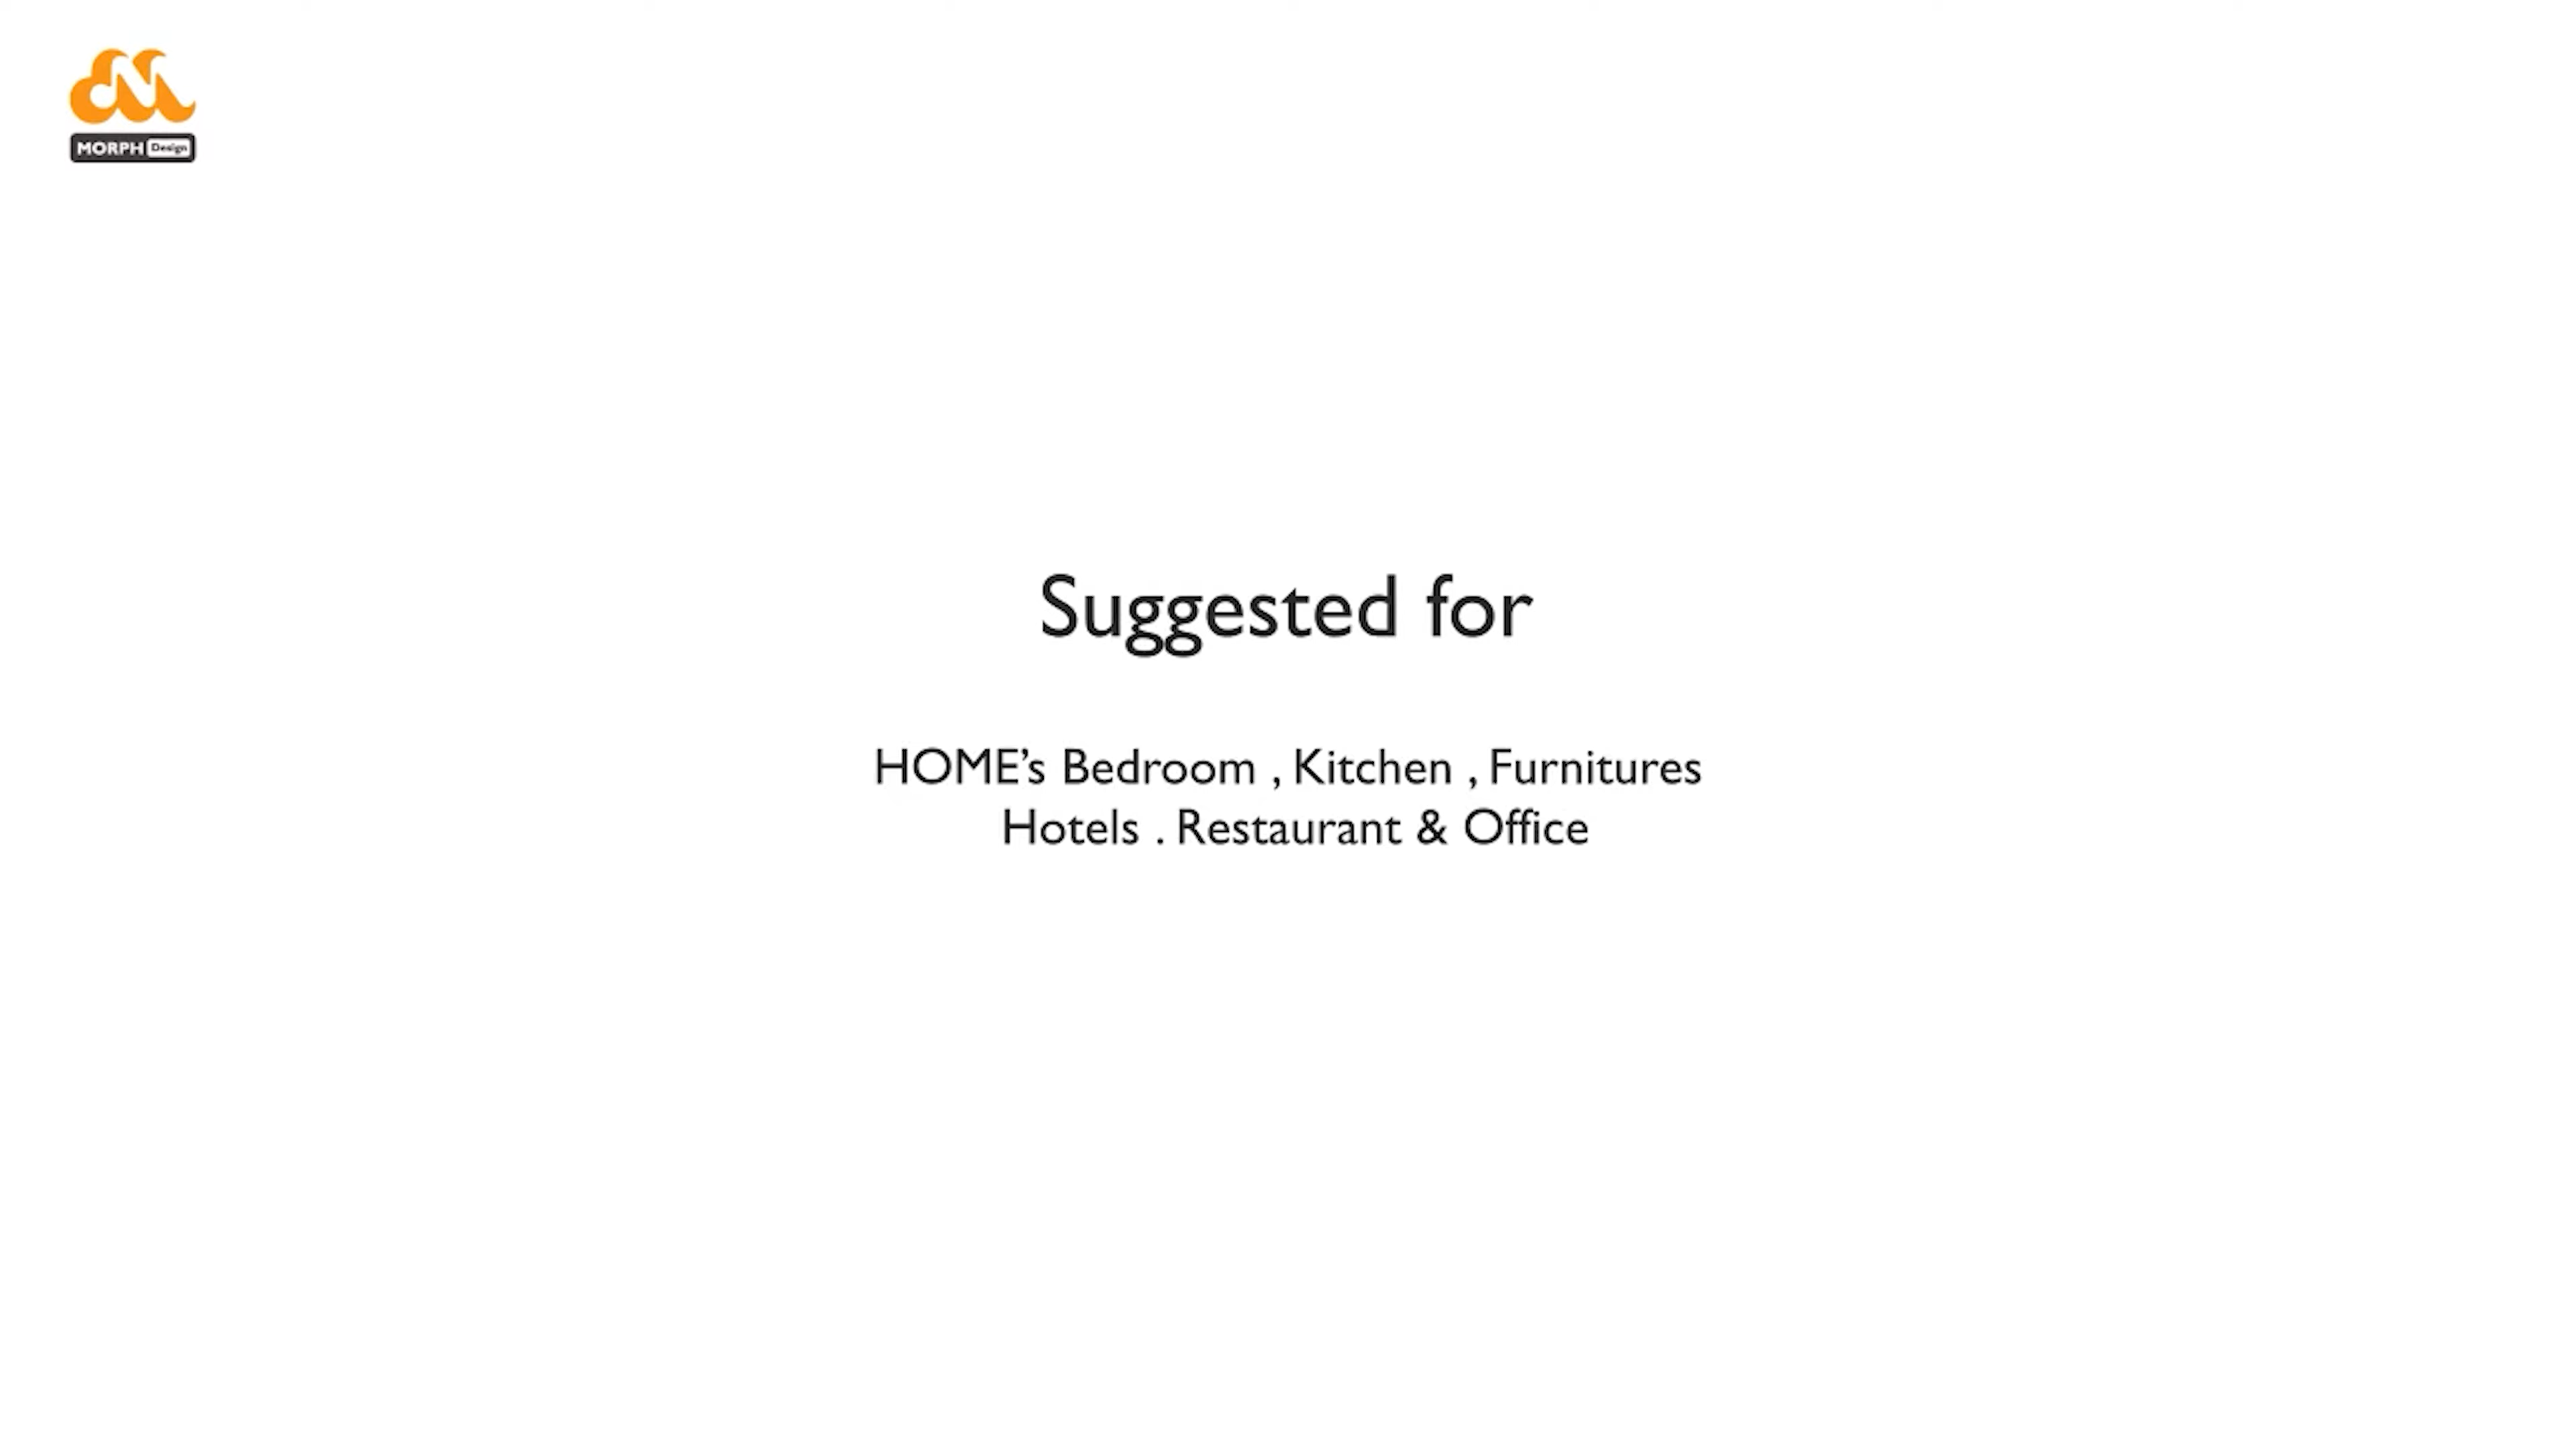 MORPH Design
Suggested for
HOME’s Bedroom , Kitchen , Furnitures
Hotels . Restaurant & Office